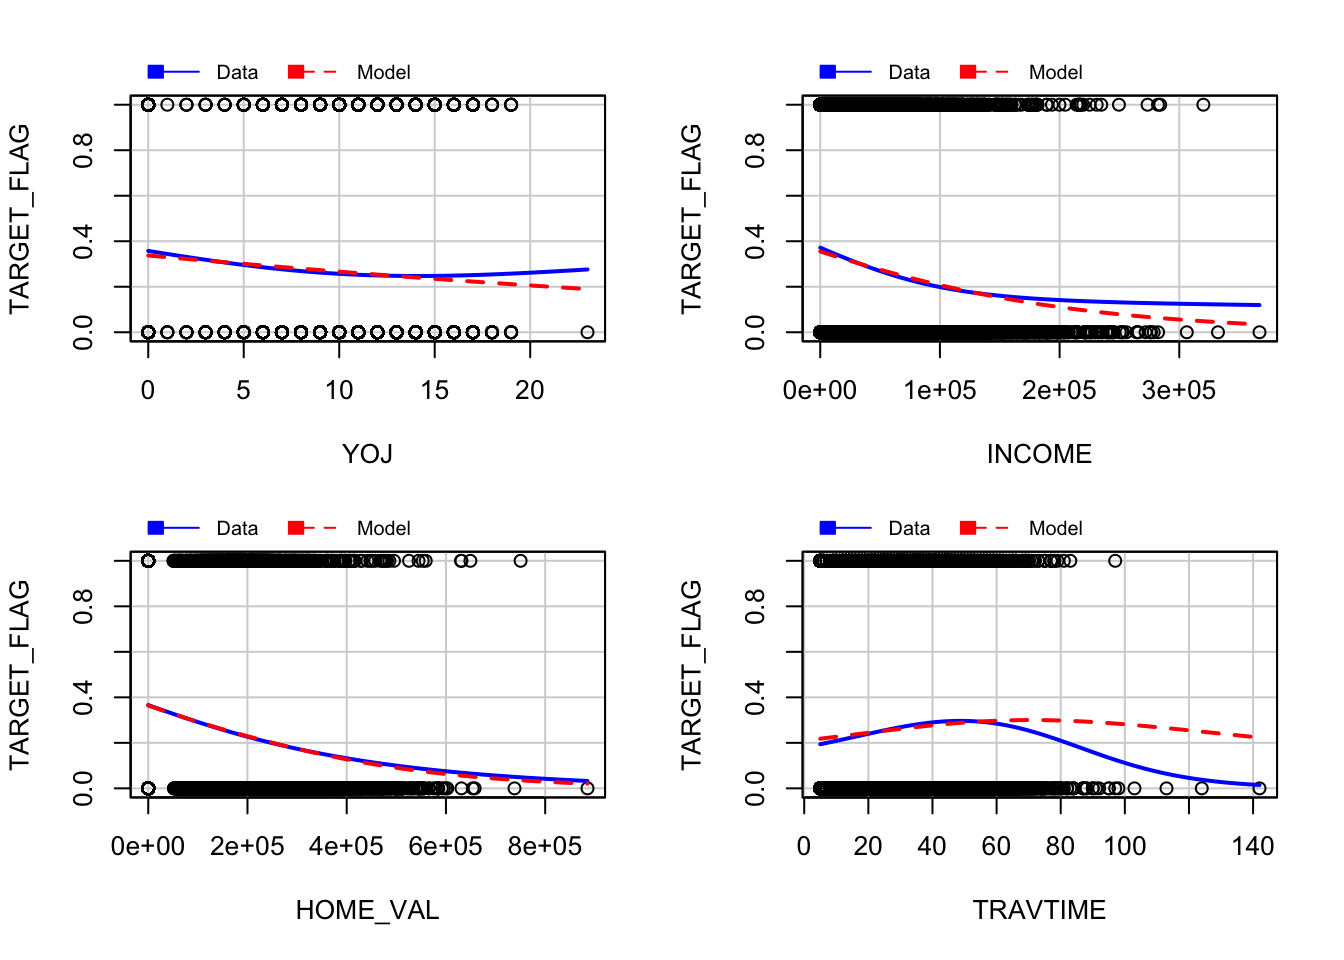 Data Model
TARGET_FLAG
0.0 0.4 0.8
0 5 10 15 20
YOJ
Data Model
TARGET_FLAG
0.0 0.4 0.8
0e+00 1e+05 2e+05 3e+05
INCOME
Data Model
TARGET_FLAG
0.0 0.4 0.8
0e+00 2e+05 4e+05 6e+05 8e+05
HOME_VAL
Data Model
TARGET_FLAG
0.0 0.4 0.8
0 20 40 60 80 100 140
TRAVTIME